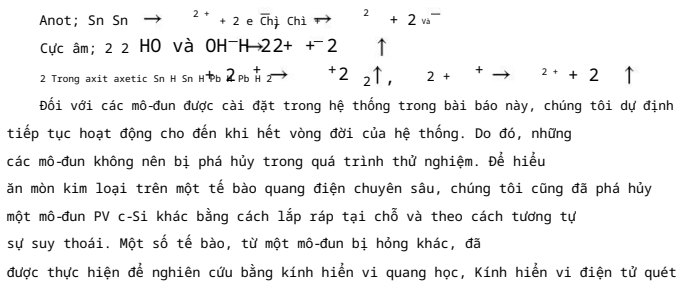 Anot; Sn Sn → 2 + + 2 e Chì, Chì + → 2 + 2 và −
Cực âm; 2 2 HO và OH − H → 22+ + − 2 ↑
2 Trong axit axetic Sn H Sn H Pb H Pb H 2 + 2 + → + 2 2 ↑ , 2 + + → 2 + + 2 ↑
Đối với các mô-đun được cài đặt trong hệ thống trong bài báo này, chúng tôi dự định
tiếp tục hoạt động cho đến khi hết vòng đời của hệ thống. Do đó, những
các mô-đun không nên bị phá hủy trong quá trình thử nghiệm. Để hiểu
ăn mòn kim loại trên một tế bào quang điện chuyên sâu, chúng tôi cũng đã phá hủy
một mô-đun PV c-Si khác bằng cách lắp ráp tại chỗ và theo cách tương tự
sự suy thoái. Một số tế bào, từ một mô-đun bị hỏng khác, đã
được thực hiện để nghiên cứu bằng kính hiển vi quang học, Kính hiển vi điện tử quét